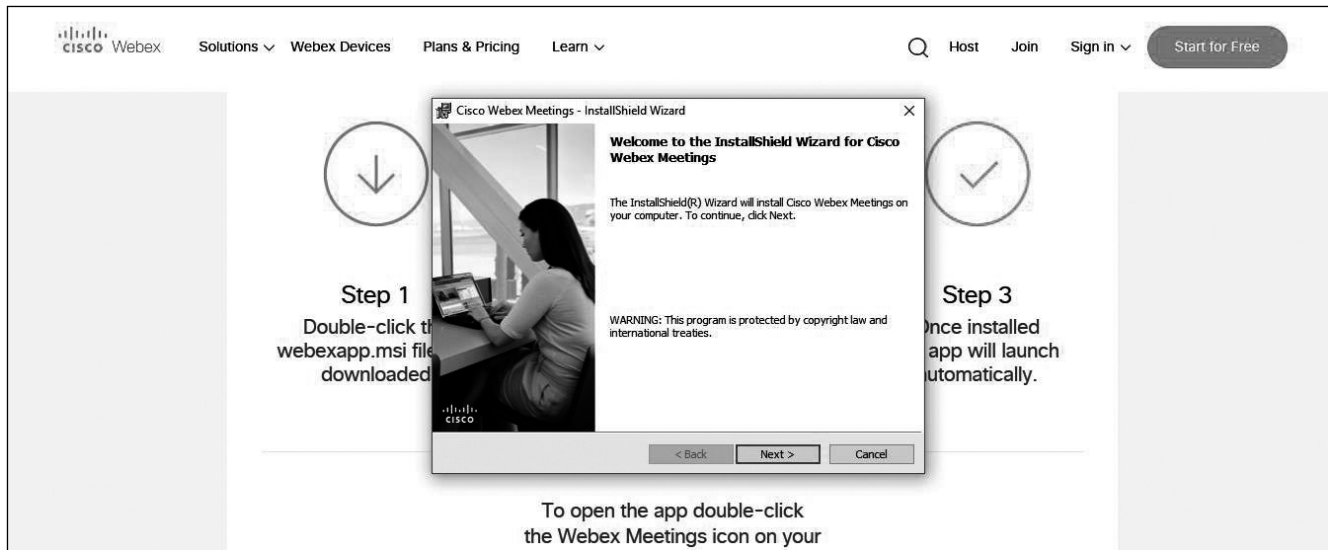 cisco Webex Solutions Webex Devices Plans & Pricing Learn Host Join Sign in Start for Free
Cisco Webex Meetings - InstallShield Wizard
Welcome to the InstallShield Wizard for Cisco
Webex Meetings
The InstallShield(R) Wizard will install Cisco Webex Meetings on
your computer. To continue, click Next.
WARNING: This program is protected by copyright law and
international treaties.
cisco
< Back Next > Cancel
Step 1
Double-click
webexapp.msi
downloaded
Step 3
installed
app will launch
To open the app double-click
the Webex Meetings icon on your